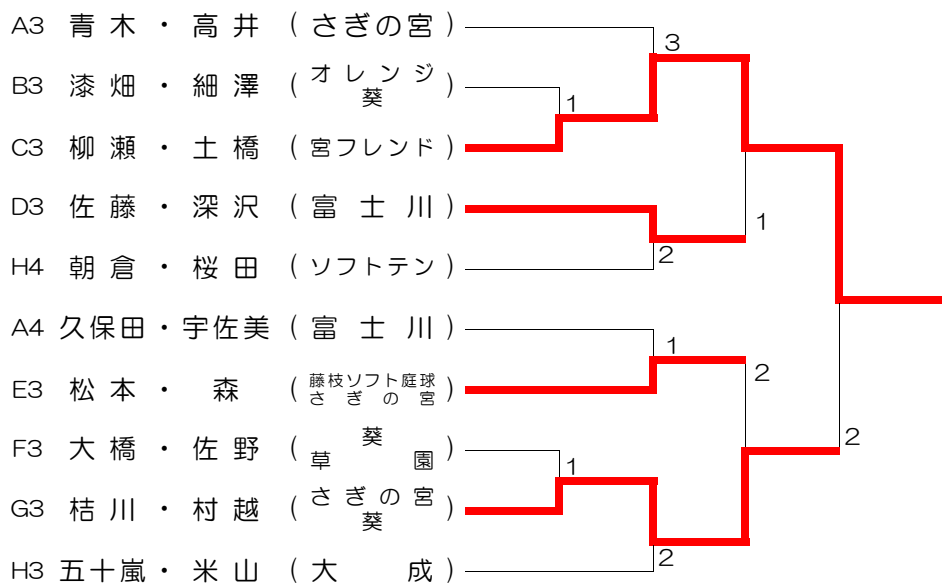 A3 青木・高井 (さぎの宮)
3
B3 漆畑・細澤 (オレンジ
葵)
1
C3 柳瀬・土橋 (宮フレンド)
D3 佐藤・深沢 (富士川)
1
H4 朝倉・桜田 (ソフトテン)
2
A4 久保田・宇佐美 (富士川)
1
2
E3 松本・森 (藤枝ソフト庭球
さぎの宮)
F3 大橋・佐野 (葵
草園)
2
1
G3 桔川・村越 (さぎの宮
葵)
H3 五十嵐・米山 (大成)
2